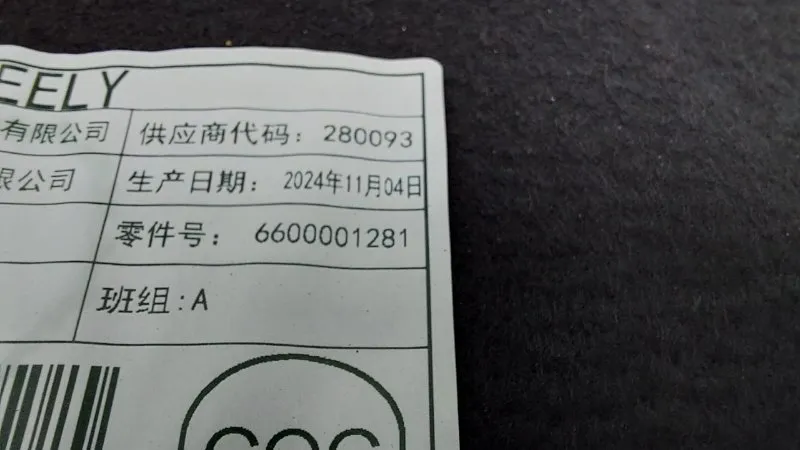 EELY
有限公司 供应商代码：280093
限公司 生产日期：2024年11月04日
零件号：6600001281
班组:A